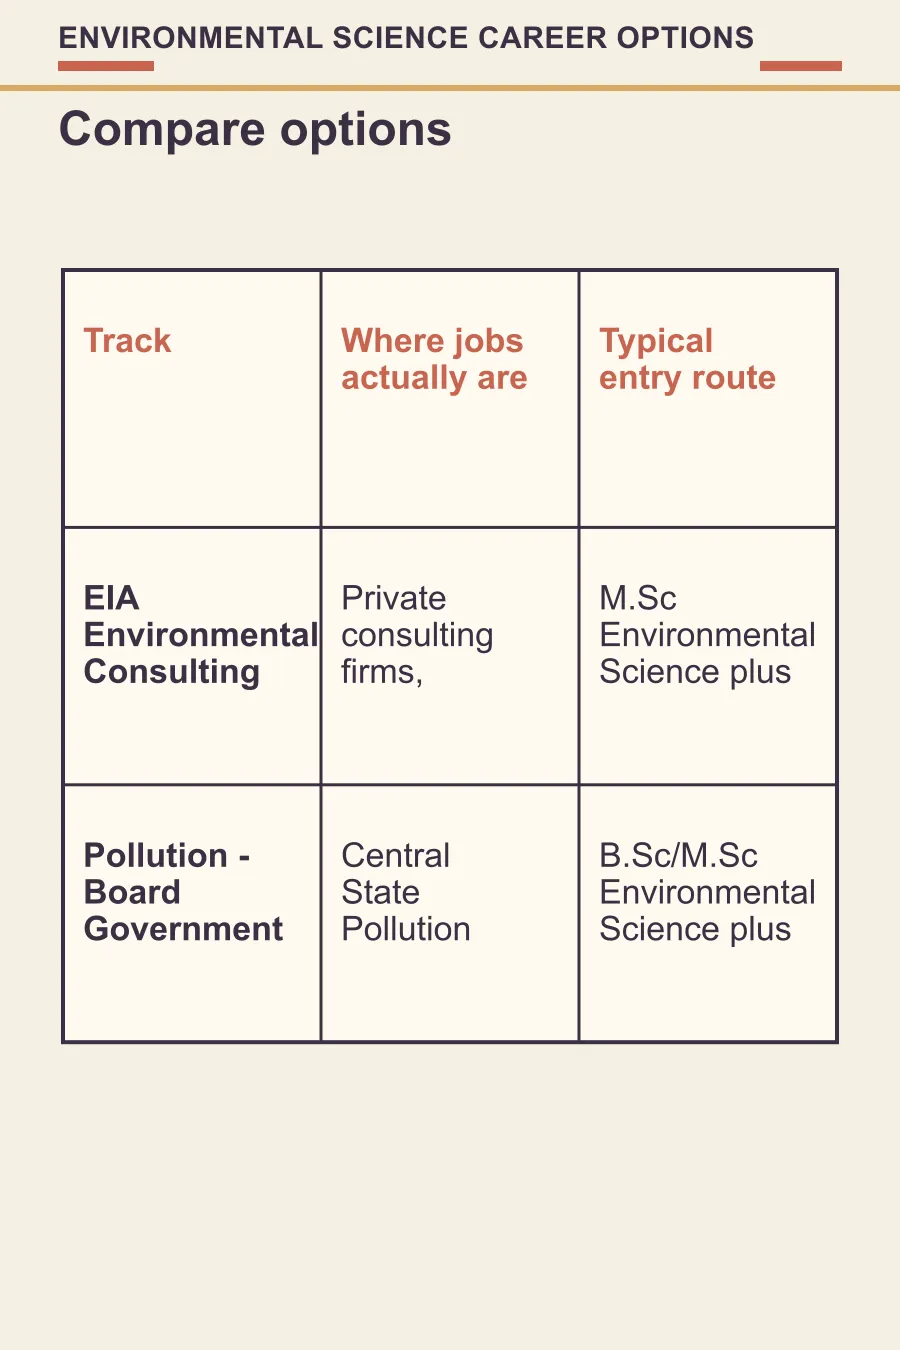 ENVIRONMENTAL SCIENCE CAREER OPTIONS
Compare options
Track
Where jobs
actually are
Typical
entry route
EIA
Environmental
Consulting
Private
consulting
firms,
M.Sc
Environmental
Science plus
Pollution -
Board
Government
Central
State
Pollution
B.Sc/M.Sc
Environmental
Science plus